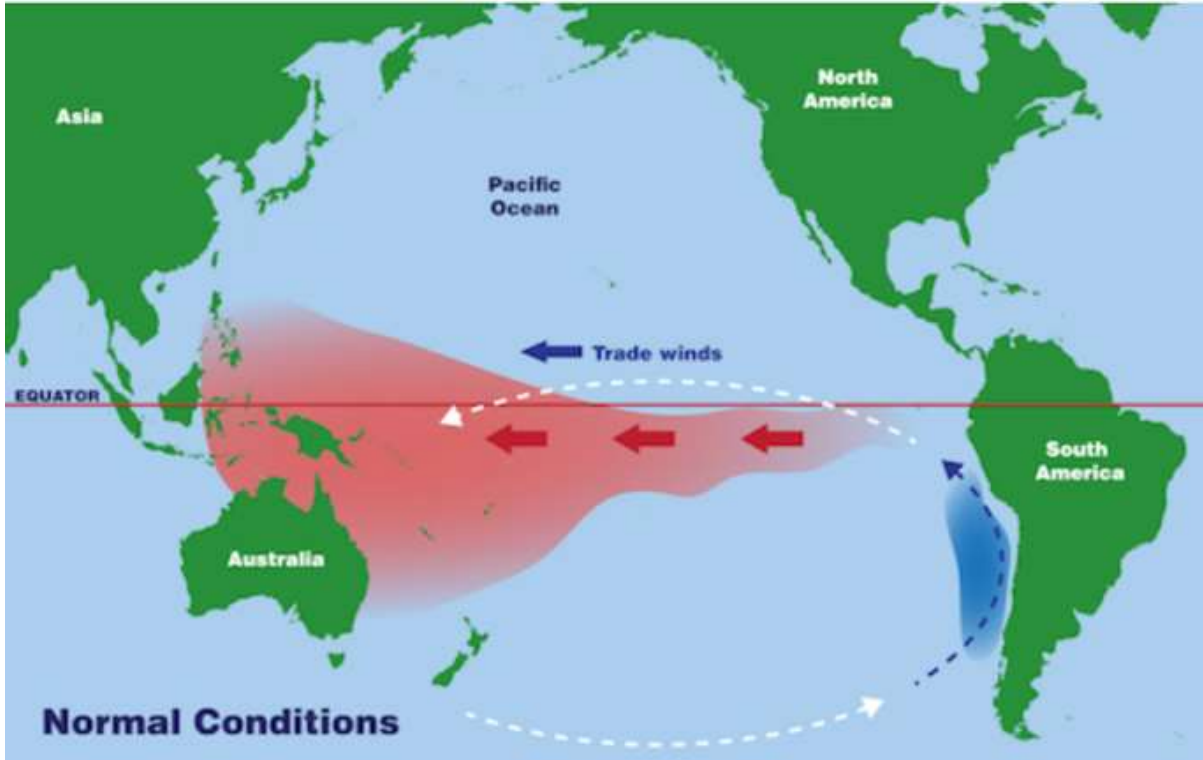 Asia
North
America
Pacific
Ocean
Trade winds
EQUATOR
South
America
Australia
Normal Conditions